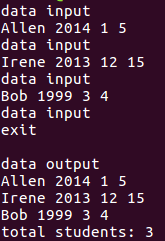 data input
Allen 2014 1 5
data input
Irene 2013 12 15
data input
Bob 1999 3 4
data input
exit

data output
Allen 2014 1 5
Irene 2013 12 15
Bob 1999 3 4
total students: 3